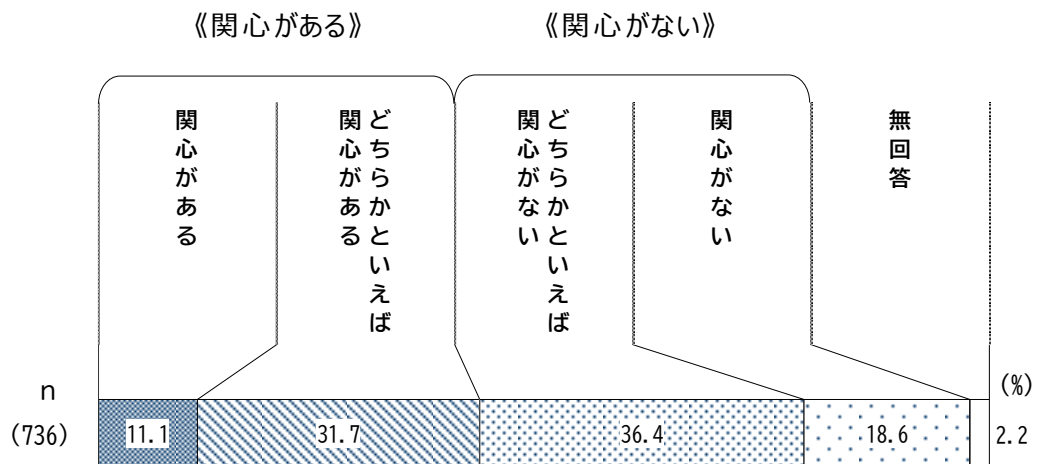 《関心がある》
《関心がない》
関心がある
どちらかといえば
関心がある
どちらかといえば
関心がない
関心がない
無回答
n
(%)
(736)
11.1
31.7
36.4
18.6
2.2